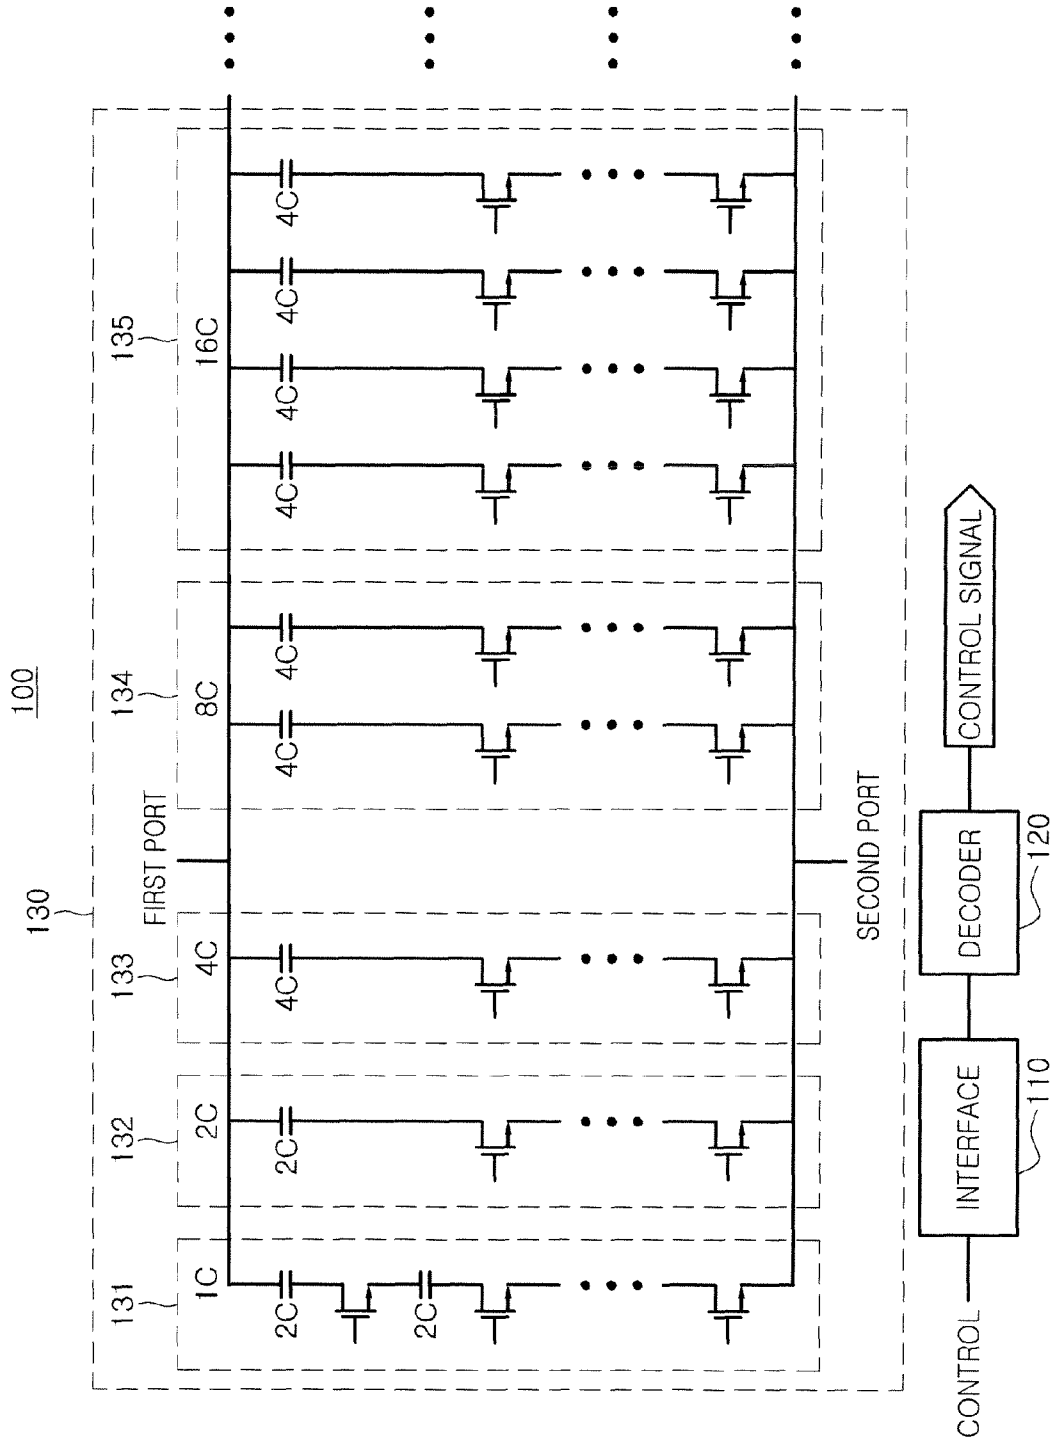 100
130
131
132
133
134
135
FIRST PORT
1C
2C
4C
8C
16C
2C
2C
2C
4C
4C
4C
4C
4C
4C
4C
SECOND PORT
CONTROL
INTERFACE
110
DECODER
120
CONTROL SIGNAL